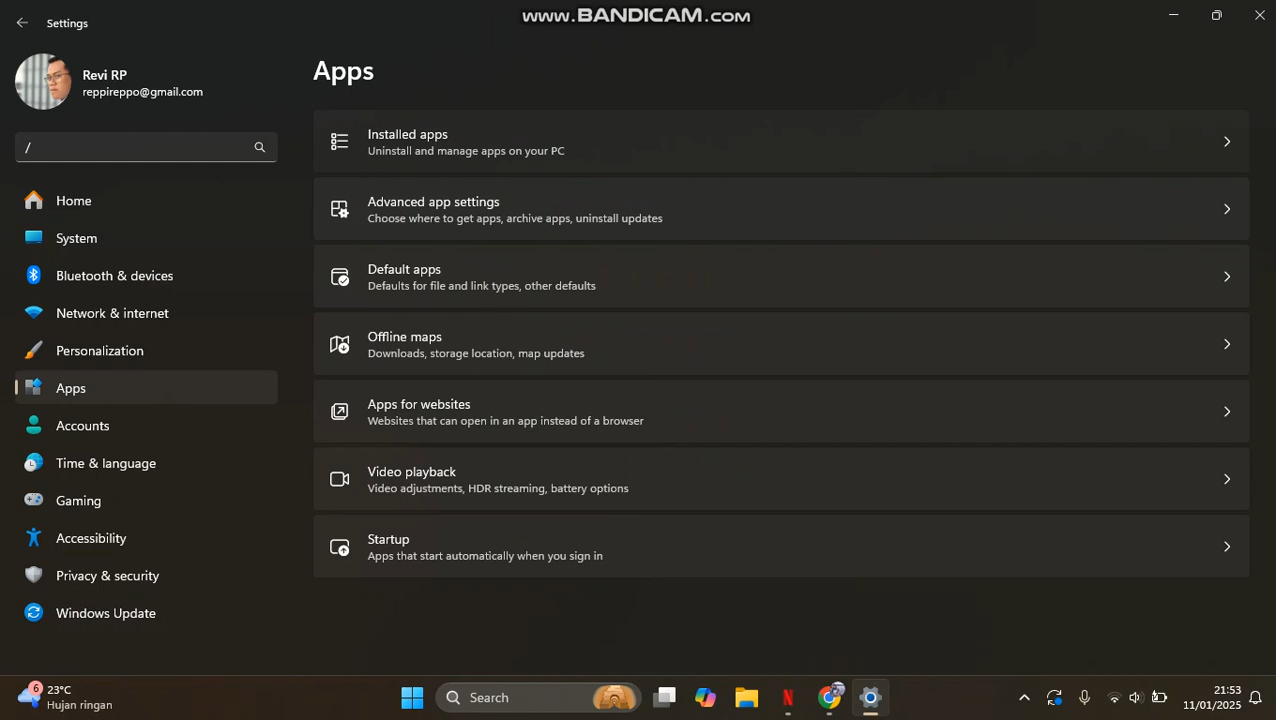 Settings
www.BANDICAM.com
Revi RP
reppireppo@gmail.com
/
Home
System
Bluetooth & devices
Network & internet
Personalization
Apps
Accounts
Time & language
Gaming
Accessibility
Privacy & security
Windows Update
Apps
Installed apps
Uninstall and manage apps on your PC
Advanced app settings
Choose where to get apps, archive apps, uninstall updates
Default apps
Defaults for file and link types, other defaults
Offline maps
Downloads, storage location, map updates
Apps for websites
Websites that can open in an app instead of a browser
Video playback
Video adjustments, HDR streaming, battery options
Startup
Apps that start automatically when you sign in
6
23°C
Hujan ringan
Search
N
21:53
11/01/2025